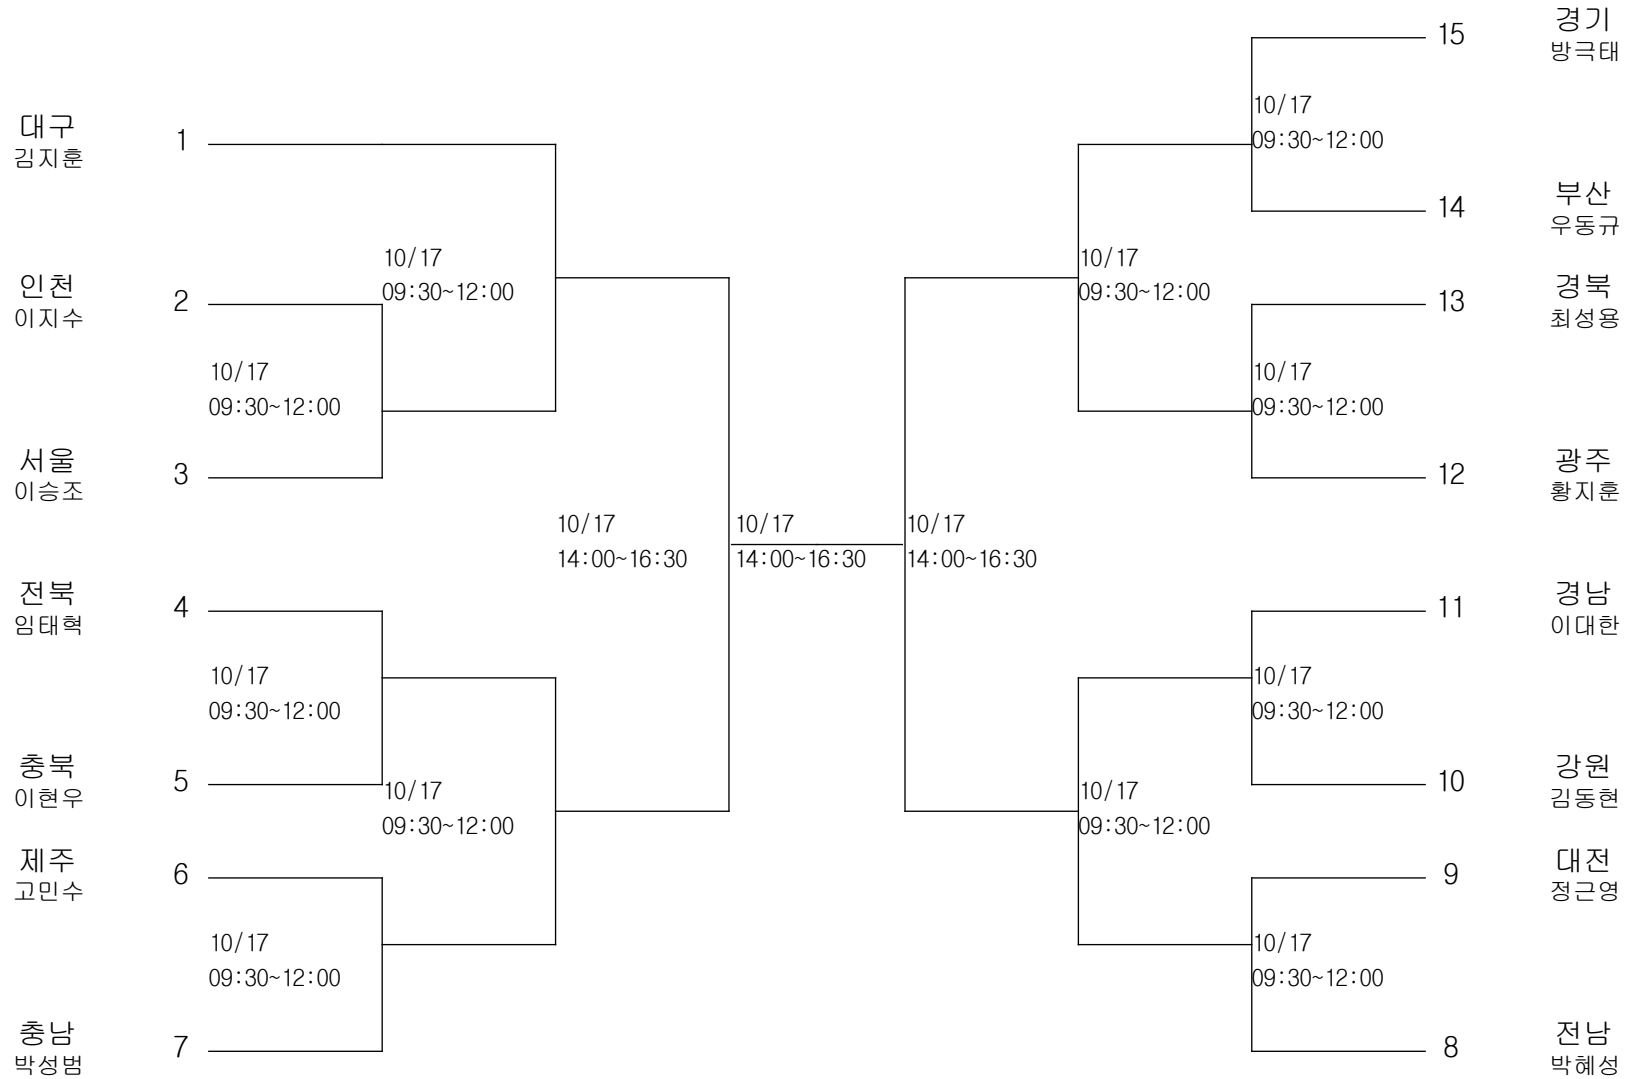 15
경기
방극태
10/17
09:30~12:00
대구
김지훈
1
14
부산
우동규
10/17
09:30~12:00
10/17
09:30~12:00
인천
이지수
2
13
경북
최성용
10/17
09:30~12:00
10/17
09:30~12:00
서울
이승조
3
12
광주
황지훈
10/17
14:00~16:30
10/17
14:00~16:30
10/17
14:00~16:30
전북
임태혁
4
11
경남
이대한
10/17
09:30~12:00
10/17
09:30~12:00
충북
이현우
5
10/17
09:30~12:00
10/17
09:30~12:00
10
강원
김동현
제주
고민수
6
9
대전
정근영
10/17
09:30~12:00
10/17
09:30~12:00
충남
박성범
7
8
전남
박혜성